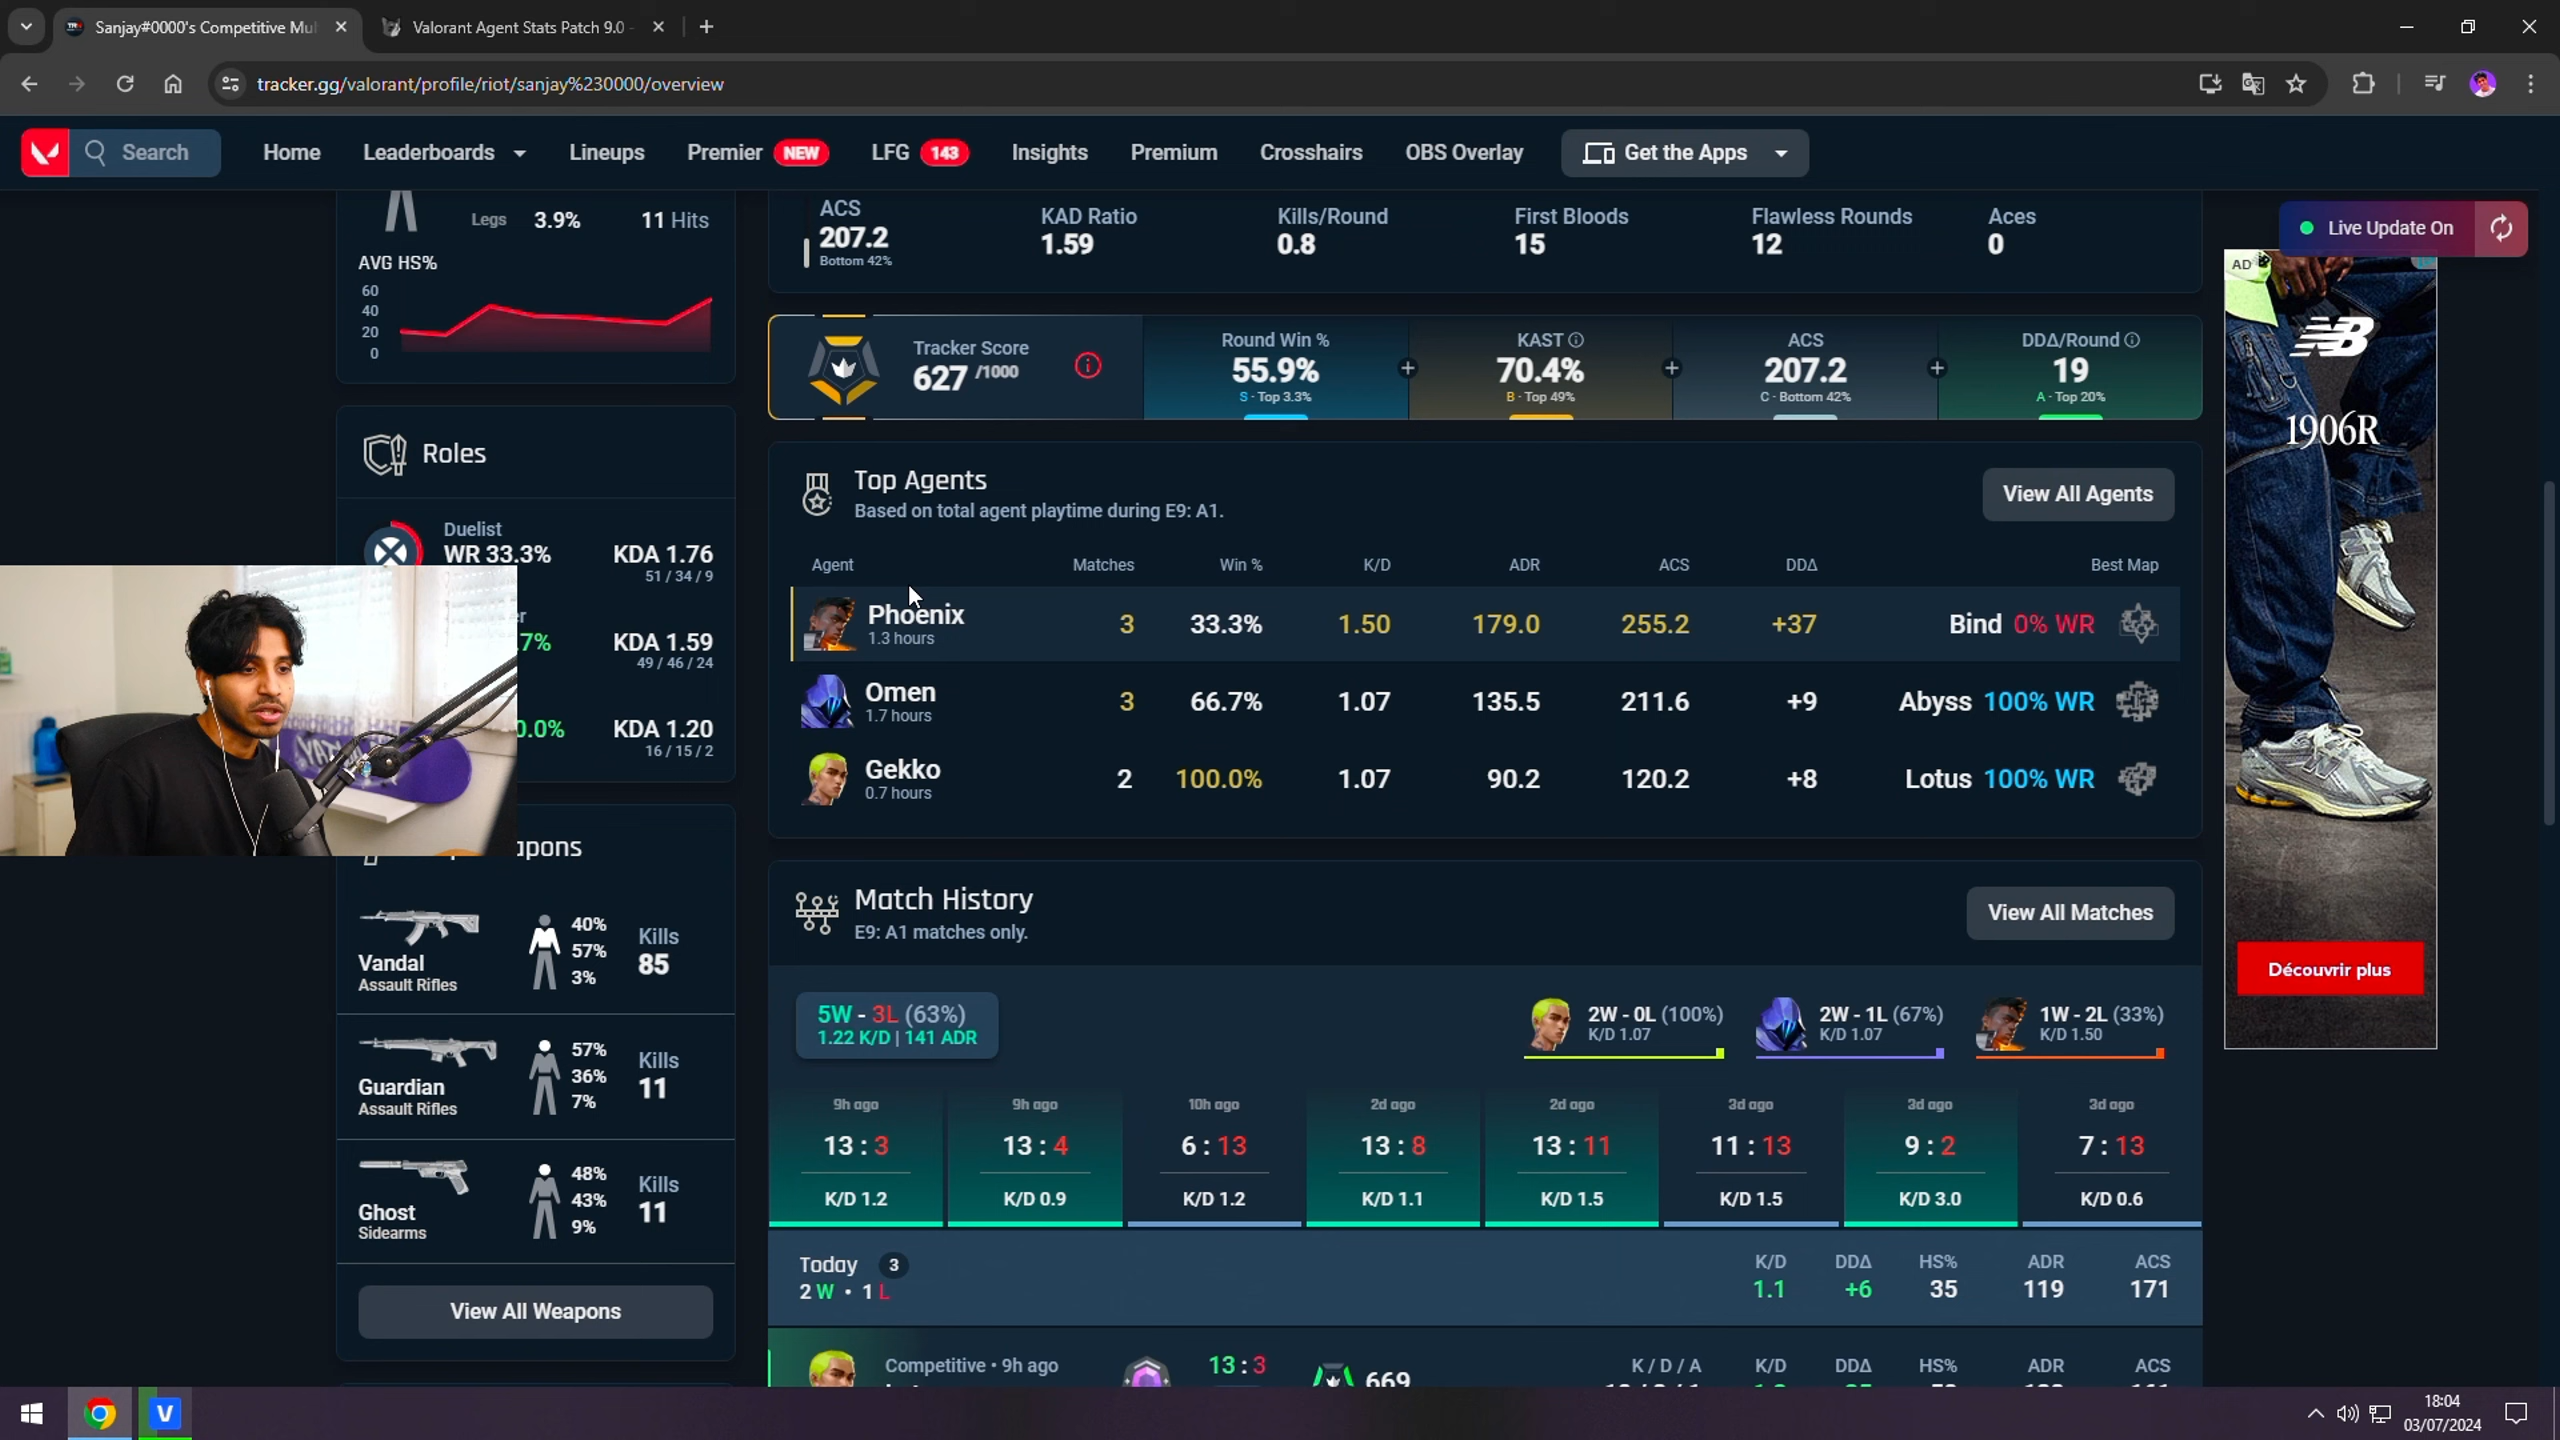 Sanjay#0000's Competitive Mul
Valorant Agent Stats Patch 9.0 -
tracker.gg/valorant/profile/riot/sanjay%230000/overview
Search
Home
Leaderboards
Lineups
Premier NEW
LFG 143
Insights
Premium
Crosshairs
OBS Overlay
Get the Apps
Live Update On
Legs 3.9% 11 Hits
AVG HS%
60
40
20
0
Roles
Duelist
WR 33.3% KDA 1.76
51 / 34 / 9
r
7% KDA 1.59
49 / 46 / 24
0.0% KDA 1.20
16 / 15 / 2
apons
Vandal
Assault Rifles
40%
57%
3%
Kills
85
Guardian
Assault Rifles
57%
36%
7%
Kills
11
Ghost
Sidearms
48%
43%
9%
Kills
11
View All Weapons
ACS
207.2
Bottom 42%
KAD Ratio
1.59
Kills/Round
0.8
First Bloods
15
Flawless Rounds
12
Aces
0
Tracker Score
627 /1000
Round Win %
55.9%
S - Top 3.3%
KAST
70.4%
B - Top 49%
ACS
207.2
C - Bottom 42%
DDΔ/Round
19
A - Top 20%
Top Agents
Based on total agent playtime during E9: A1.
View All Agents
Agent Matches Win % K/D ADR ACS DDΔ Best Map
Phoenix 3 33.3% 1.50 179.0 255.2 +37 Bind 0% WR
1.3 hours
Omen 3 66.7% 1.07 135.5 211.6 +9 Abyss 100% WR
1.7 hours
Gekko 2 100.0% 1.07 90.2 120.2 +8 Lotus 100% WR
0.7 hours
Match History
E9: A1 matches only.
View All Matches
5W - 3L (63%)
1.22 K/D | 141 ADR
2W - 0L (100%)
K/D 1.07
2W - 1L (67%)
K/D 1.07
1W - 2L (33%)
K/D 1.50
9h ago 9h ago 10h ago 2d ago 2d ago 3d ago 3d ago 3d ago
13 : 3 13 : 4 6 : 13 13 : 8 13 : 11 11 : 13 9 : 2 7 : 13
K/D 1.2 K/D 0.9 K/D 1.2 K/D 1.1 K/D 1.5 K/D 1.5 K/D 3.0 K/D 0.6
Today 3
2 W • 1 L
K/D DDΔ HS% ADR ACS
1.1 +6 35 119 171
Competitive • 9h ago 13 : 3 669 K / D / A K/D DDΔ HS% ADR ACS
AD
NB
1906R
Découvrir plus
V
18:04
03/07/2024